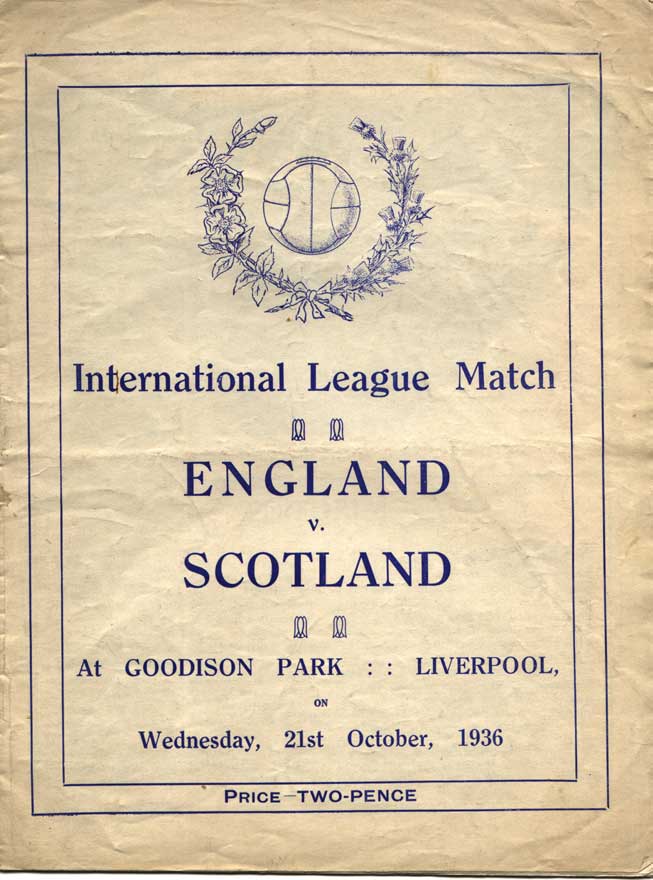 International League Match
ENGLAND
v.
SCOTLAND
At GOODISON PARK : : LIVERPOOL,
ON
Wednesday, 21st October, 1936
PRICE—TWO-PENCE